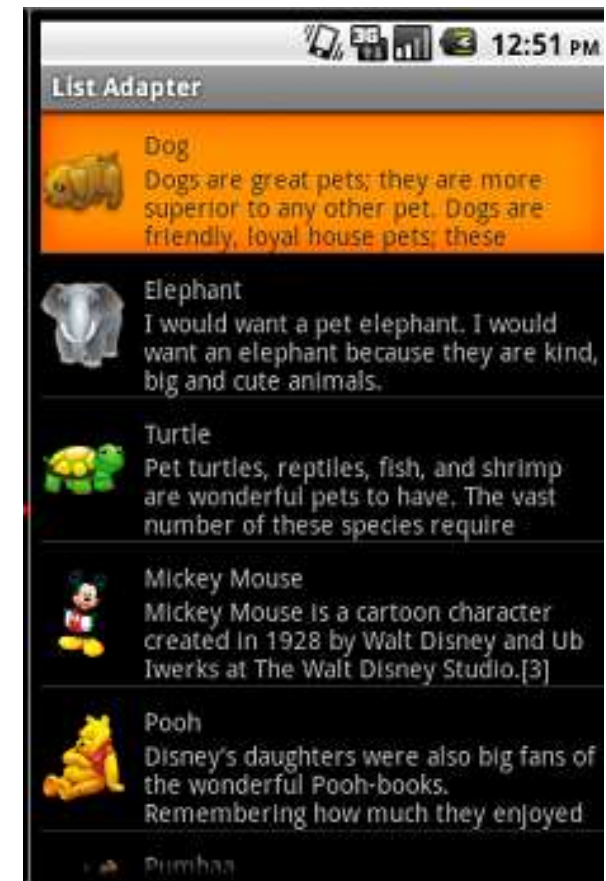 3G
12:51 PM
List Adapter
Dog
Dogs are great pets; they are more
superior to any other pet. Dogs are
friendly, loyal house pets; these
Elephant
I would want a pet elephant. I would
want an elephant because they are kind,
big and cute animals.
Turtle
Pet turtles, reptiles, fish, and shrimp
are wonderful pets to have. The vast
number of these species require
Mickey Mouse
Mickey Mouse is a cartoon character
created in 1928 by Walt Disney and Ub
Iwerks at The Walt Disney Studio.[3]
Pooh
Disney's daughters were also big fans of
the wonderful Pooh-books.
Remembering how much they enjoyed
Pumbaa